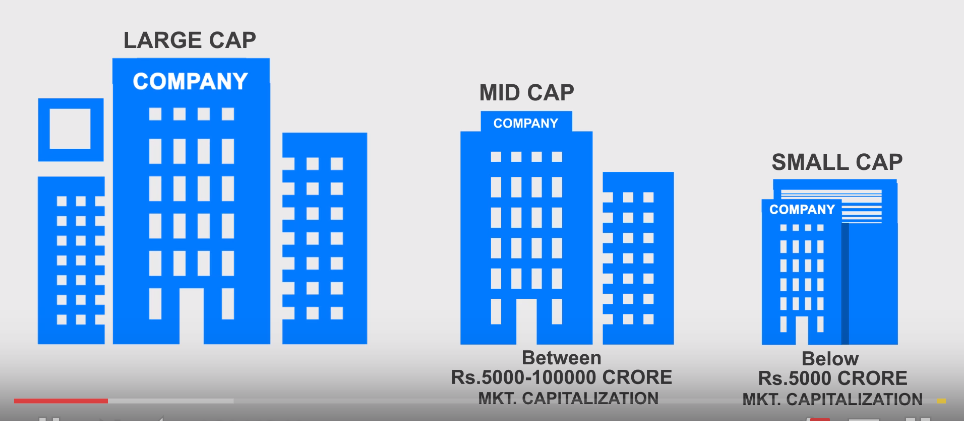 LARGE CAP
COMPANY
MID CAP
COMPANY
Between
Rs.5000-100000 CRORE
MKT. CAPITALIZATION
SMALL CAP
COMPANY
Below
Rs.5000 CRORE
MKT. CAPITALIZATION